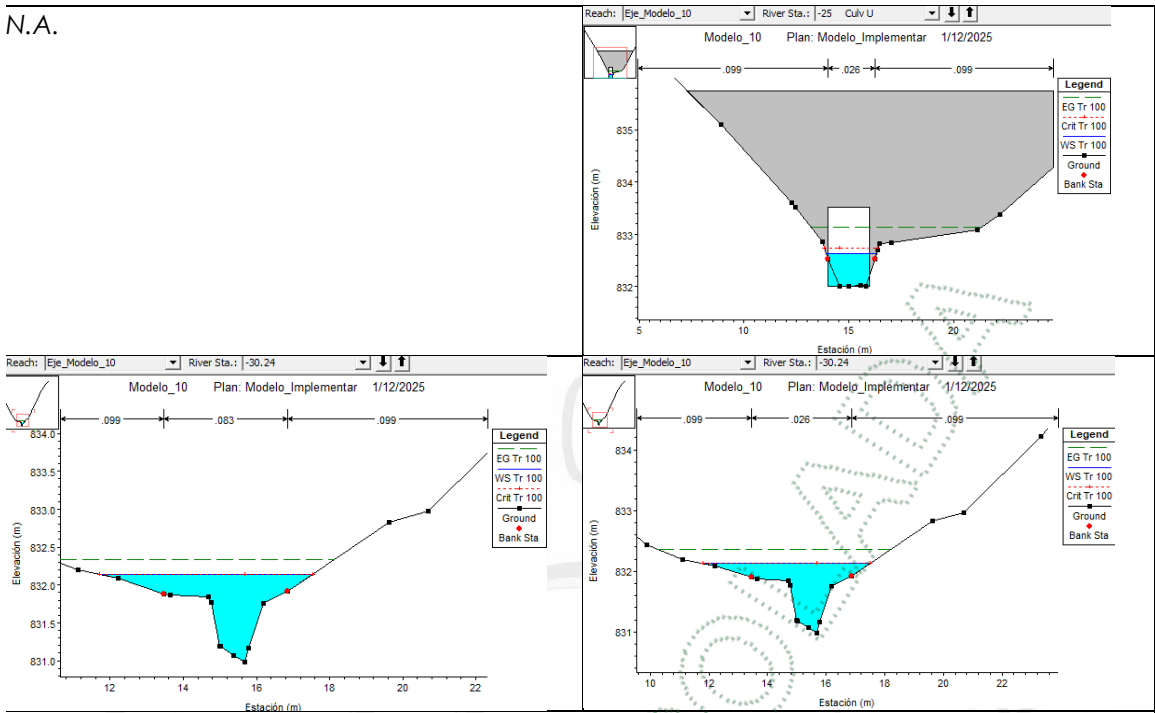 N.A.
Reach: Eje_Modelo_10 River Sta.: -25 Culv U
Modelo_10 Plan: Modelo_Implementar 1/12/2025
.099 .026 .099
Legend
EG Tr 100
Crit Tr 100
WS Tr 100
Ground
Bank Sta
835
834
833
832
Elevación (m)
5 10 15 20
Estación (m)
Reach: Eje_Modelo_10 River Sta.: -30.24
Modelo_10 Plan: Modelo_Implementar 1/12/2025
.099 .083 .099
Legend
EG Tr 100
WS Tr 100
Crit Tr 100
Ground
Bank Sta
834.0
833.5
833.0
832.5
832.0
831.5
831.0
Elevación (m)
12 14 16 18 20 22
Estación (m)
Reach: Eje_Modelo_10 River Sta.: -30.24
Modelo_10 Plan: Modelo_Implementar 1/12/2025
.099 .026 .099
Legend
EG Tr 100
WS Tr 100
Crit Tr 100
Ground
Bank Sta
834
833
832
831
Elevación (m)
10 12 14 16 18 20 22
Estación (m)